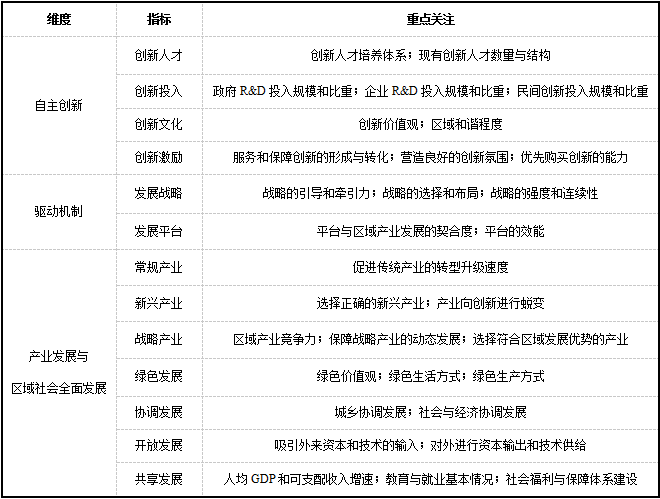 维度 指标 重点关注
创新人才 创新人才培养体系；现有创新人才数量与结构
创新投入 政府 R&D 投入规模和比重；企业 R&D 投入规模和比重；民间创新投入规模和比重
自主创新
创新文化 创新价值观；区域和谐程度
创新激励 服务和保障创新的形成与转化；营造良好的创新氛围；优先购买创新的能力
发展战略 战略的引导和牵引力；战略的选择和布局；战略的强度和连续性
驱动机制
发展平台 平台与区域产业发展的契合度；平台的效能
常规产业 促进传统产业的转型升级速度
新兴产业 选择正确的新兴产业；产业向创新进行蜕变
战略产业 区域产业竞争力；保障战略产业的动态发展；选择符合区域发展优势的产业
产业发展与
区域社会全面发展
绿色发展 绿色价值观；绿色生活方式；绿色生产方式
协调发展 城乡协调发展；社会与经济协调发展
开放发展 吸引外来资本和技术的输入；对外进行资本输出和技术供给
共享发展 人均 GDP 和可支配收入增速；教育与就业基本情况；社会福利与保障体系建设